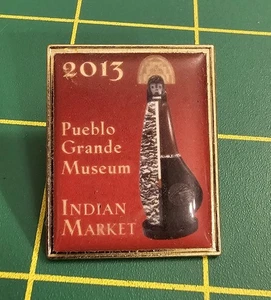 2013
Pueblo
Grande
Museum
INDIAN
MARKET